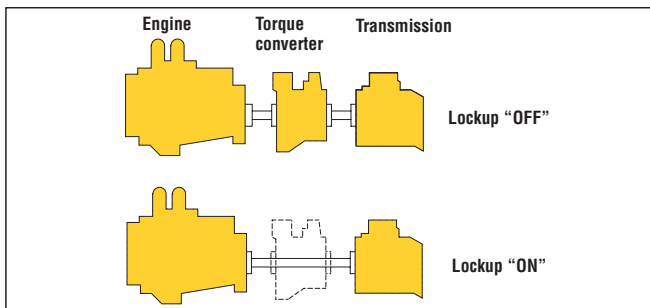 Engine
Torque
converter
Transmission
Lockup “OFF”
Lockup “ON”